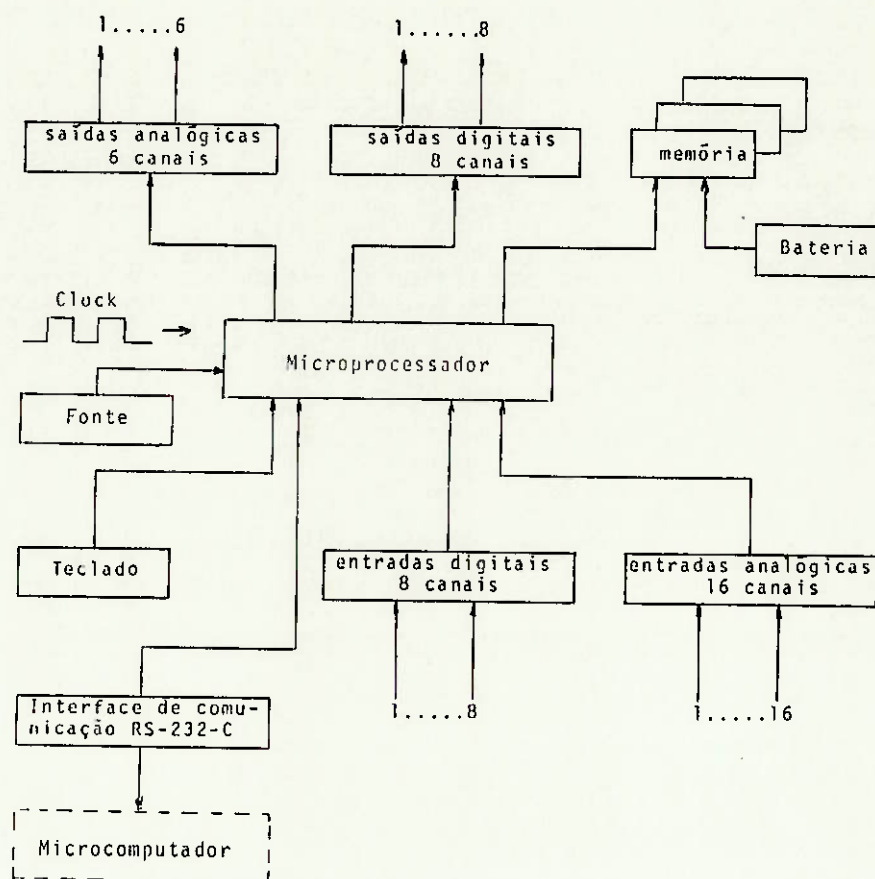 1.....6
1......8
saídas analógicas
6 canais
saídas digitais
8 canais
memória
Bateria
Clock
Microprocessador
Fonte
Teclado
entradas digitais
8 canais
entradas analógicas
16 canais
1.....8
1.....16
Interface de comu-
nicação RS-232-C
Microcomputador